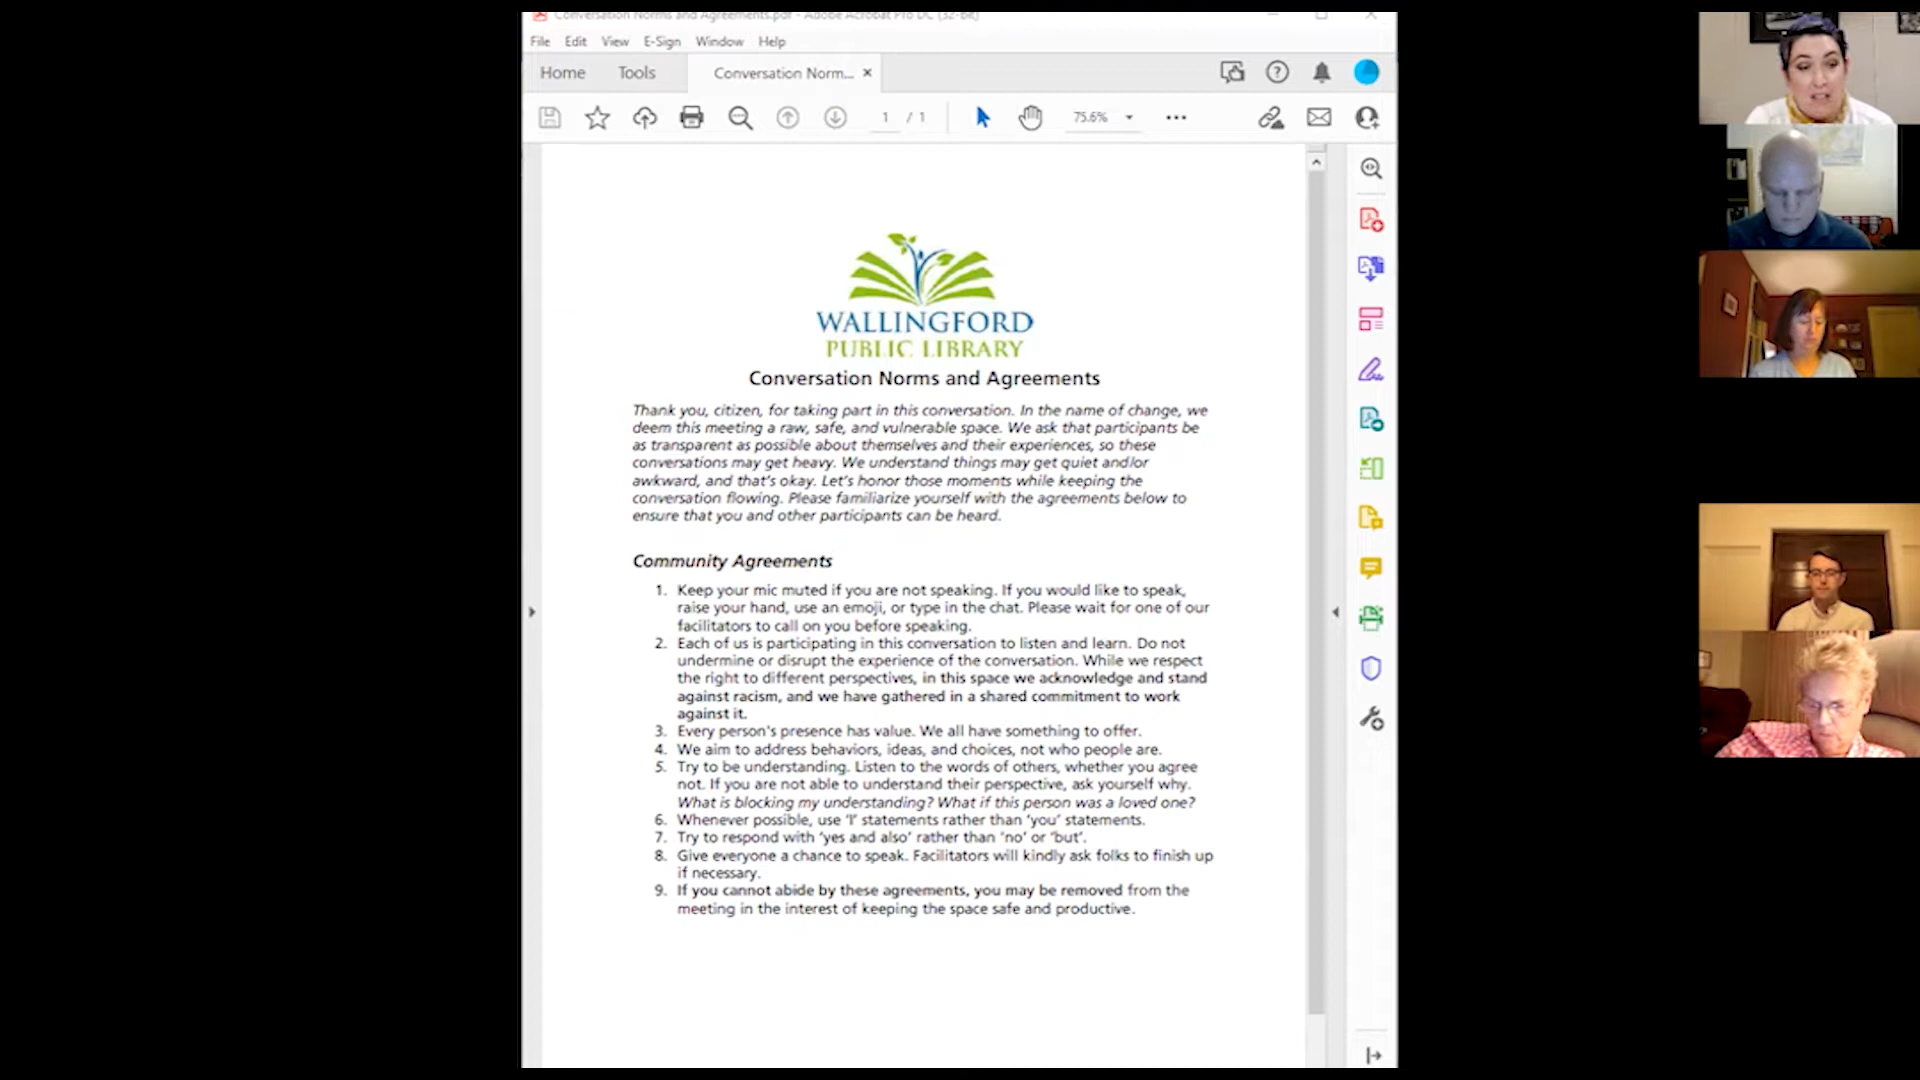 Conversation Norms and Agreements.pdf - Adobe Acrobat Pro DC (32-bit)
File Edit View E-Sign Window Help
Home Tools Conversation Norm... ×
1 / 1 75.6%
WALLINGFORD
PUBLIC LIBRARY
Conversation Norms and Agreements
Thank you, citizen, for taking part in this conversation. In the name of change, we
deem this meeting a raw, safe, and vulnerable space. We ask that participants be
as transparent as possible about themselves and their experiences, so these
conversations may get heavy. We understand things may get quiet and/or
awkward, and that's okay. Let's honor those moments while keeping the
conversation flowing. Please familiarize yourself with the agreements below to
ensure that you and other participants can be heard.
Community Agreements
1. Keep your mic muted if you are not speaking. If you would like to speak,
raise your hand, use an emoji, or type in the chat. Please wait for one of our
facilitators to call on you before speaking.
2. Each of us is participating in this conversation to listen and learn. Do not
undermine or disrupt the experience of the conversation. While we respect
the right to different perspectives, in this space we acknowledge and stand
against racism, and we have gathered in a shared commitment to work
against it.
3. Every person's presence has value. We all have something to offer.
4. We aim to address behaviors, ideas, and choices, not who people are.
5. Try to be understanding. Listen to the words of others, whether you agree
not. If you are not able to understand their perspective, ask yourself why.
What is blocking my understanding? What if this person was a loved one?
6. Whenever possible, use 'I' statements rather than 'you' statements.
7. Try to respond with 'yes and also' rather than 'no' or 'but'.
8. Give everyone a chance to speak. Facilitators will kindly ask folks to finish up
if necessary.
9. If you cannot abide by these agreements, you may be removed from the
meeting in the interest of keeping the space safe and productive.